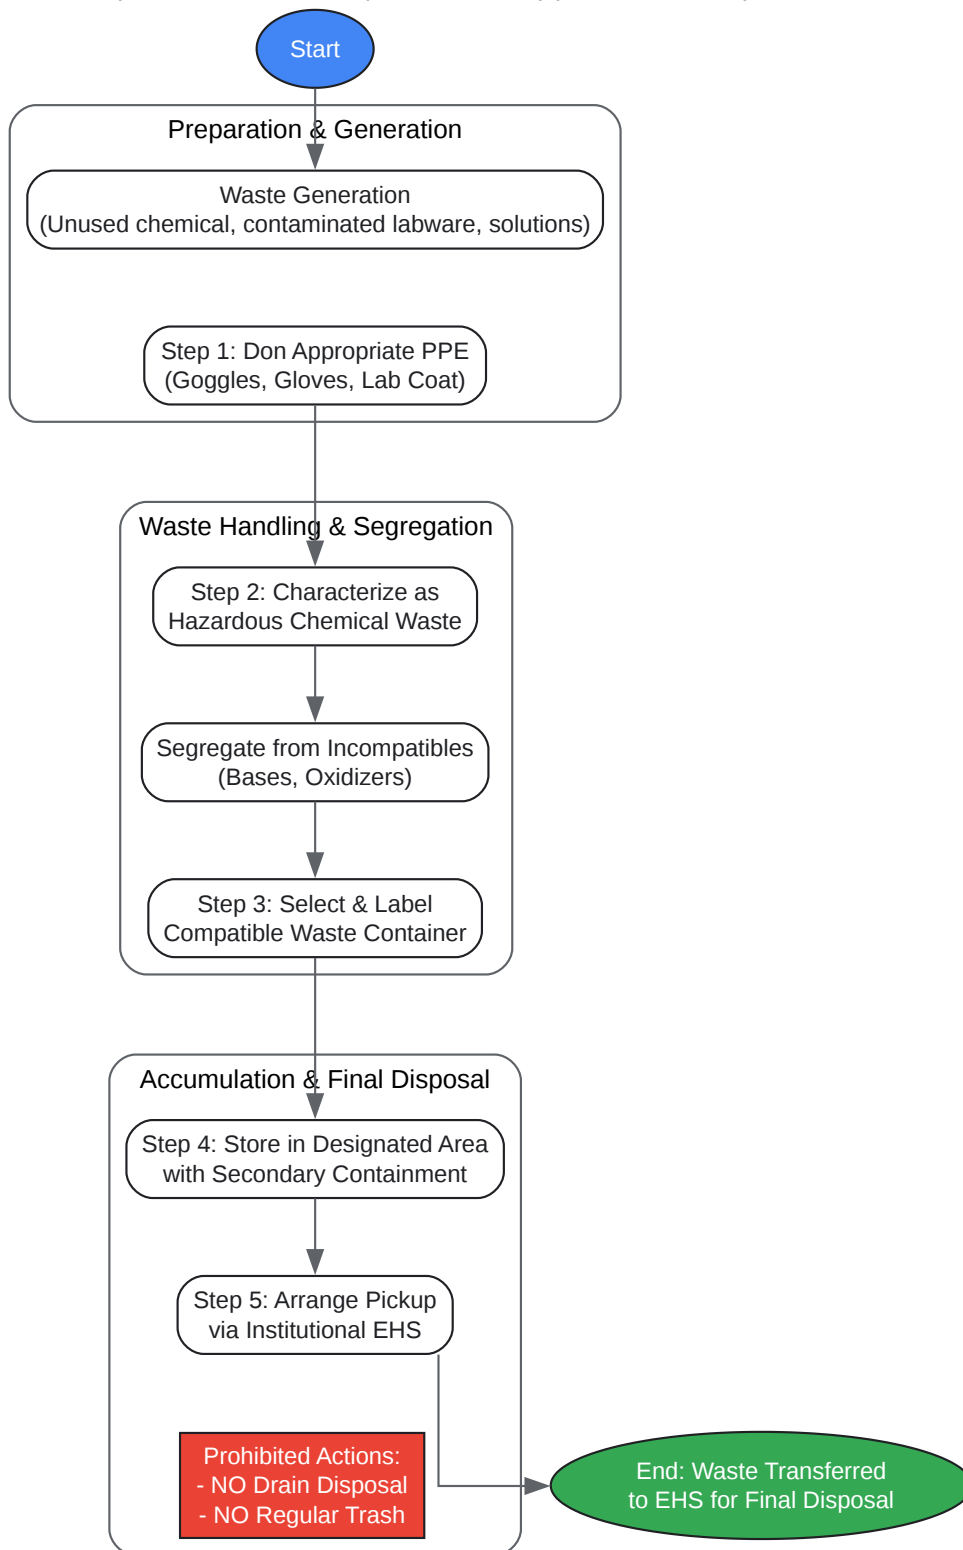 Start
Preparation & Generation
Waste Generation
(Unused chemical, contaminated labware, solutions)
Step 1: Don Appropriate PPE
(Goggles, Gloves, Lab Coat)
Waste Handling & Segregation
Step 2: Characterize as
Hazardous Chemical Waste
Segregate from Incompatibles
(Bases, Oxidizers)
Step 3: Select & Label
Compatible Waste Container
Accumulation & Final Disposal
Step 4: Store in Designated Area
with Secondary Containment
Step 5: Arrange Pickup
via Institutional EHS
Prohibited Actions:
- NO Drain Disposal
- NO Regular Trash
End: Waste Transferred
to EHS for Final Disposal